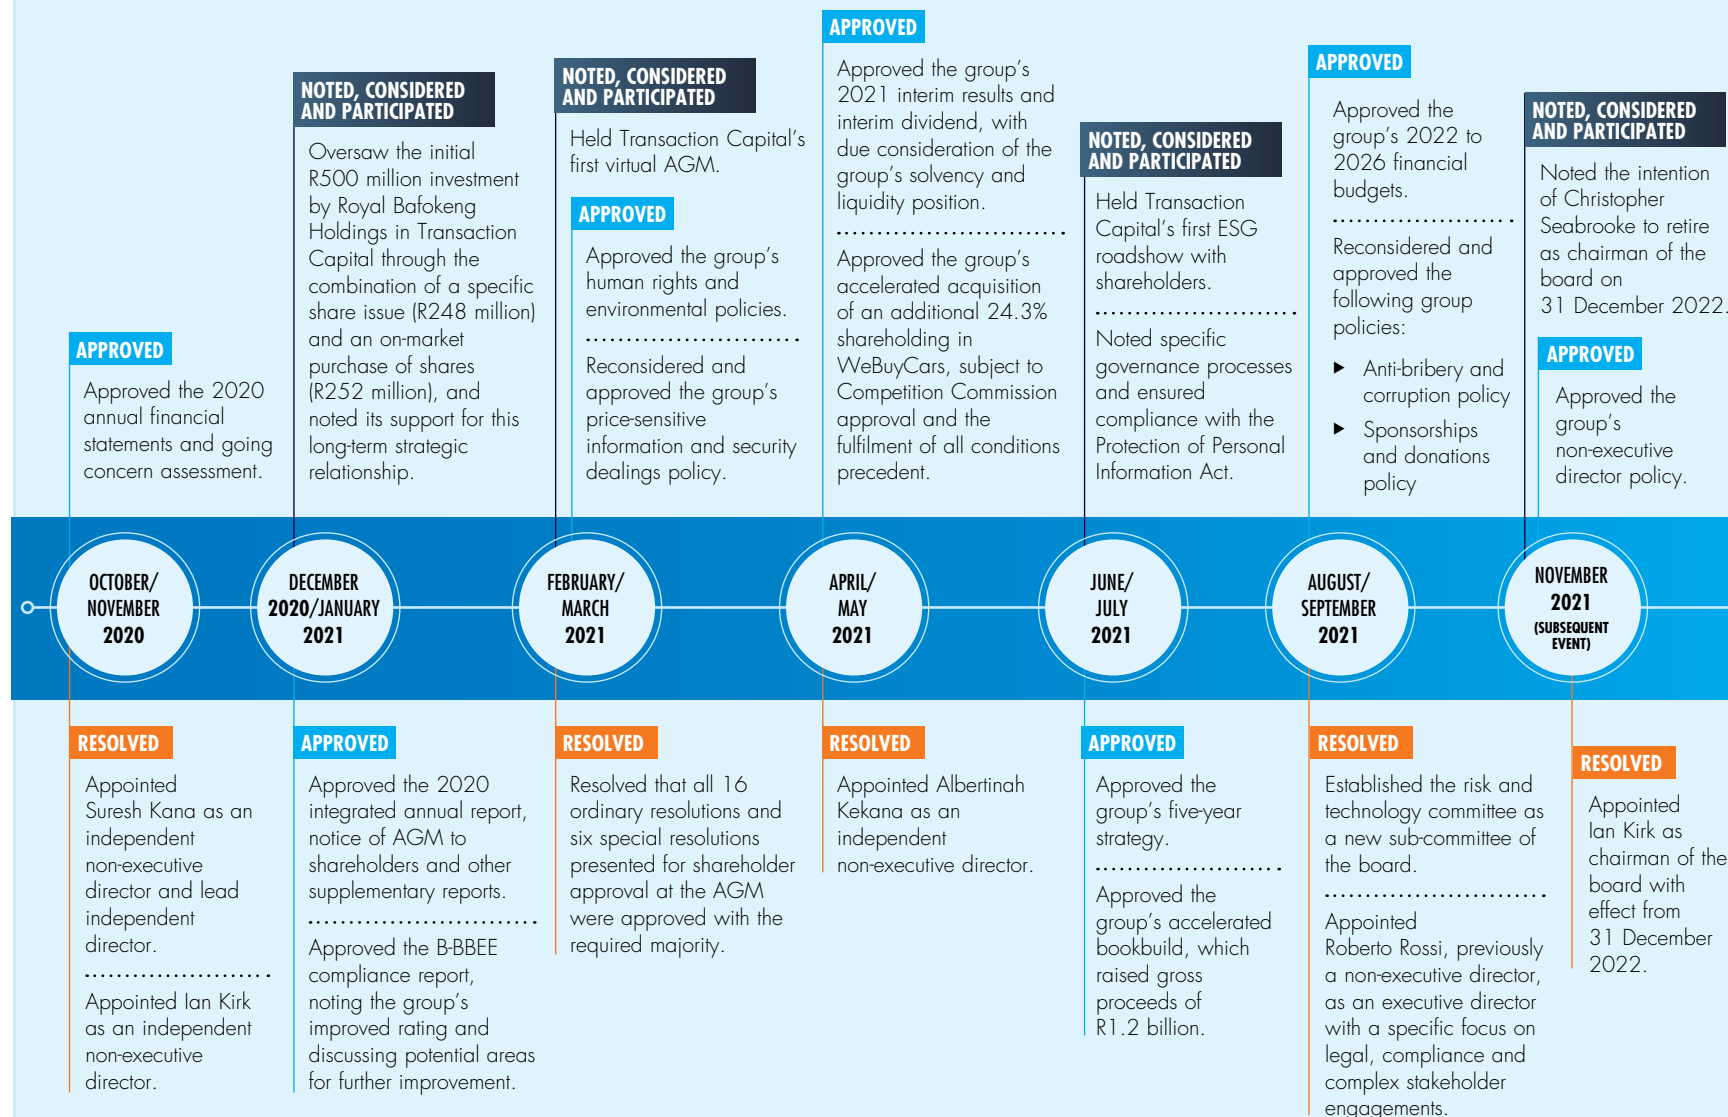 APPROVED
Approved the 2020
annual financial
statements and going
concern assessment.
NOTED, CONSIDERED
AND PARTICIPATED
Oversaw the initial
R500 million investment
by Royal Bafokeng
Holdings in Transaction
Capital through the
combination of a specific
share issue (R248 million)
and an on-market
purchase of shares
(R252 million), and
noted its support for this
long-term strategic
relationship.
NOTED, CONSIDERED
AND PARTICIPATED
Held Transaction Capital’s
first virtual AGM.
APPROVED
Approved the group’s
human rights and
environmental policies.
Reconsidered and
approved the group’s
price-sensitive
information and security
dealings policy.
APPROVED
Approved the group’s
2021 interim results and
interim dividend, with
due consideration of the
group’s solvency and
liquidity position.
Approved the group’s
accelerated acquisition
of an additional 24.3%
shareholding in
WeBuyCars, subject to
Competition Commission
approval and the
fulfilment of all conditions
precedent.
NOTED, CONSIDERED
AND PARTICIPATED
Held Transaction
Capital’s first ESG
roadshow with
shareholders.
Noted specific
governance processes
and ensured
compliance with the
Protection of Personal
Information Act.
APPROVED
Approved the
group’s 2022 to
2026 financial
budgets.
Reconsidered and
approved the
following group
policies:
► Anti-bribery and
corruption policy
► Sponsorships
and donations
policy
NOTED, CONSIDERED
AND PARTICIPATED
Noted the intention
of Christopher
Seabrooke to retire
as chairman of the
board on
31 December 2022.
APPROVED
Approved the
group’s
non-executive
director policy.
OCTOBER/
NOVEMBER
2020
DECEMBER
2020/JANUARY
2021
FEBRUARY/
MARCH
2021
APRIL/
MAY
2021
JUNE/
JULY
2021
AUGUST/
SEPTEMBER
2021
NOVEMBER
2021
(SUBSEQUENT
EVENT)
RESOLVED
Appointed
Suresh Kana as an
independent
non-executive
director and lead
independent
director.
Appointed Ian Kirk
as an independent
non-executive
director.
APPROVED
Approved the 2020
integrated annual report,
notice of AGM to
shareholders and other
supplementary reports.
Approved the B-BBEE
compliance report,
noting the group’s
improved rating and
discussing potential areas
for further improvement.
RESOLVED
Resolved that all 16
ordinary resolutions and
six special resolutions
presented for shareholder
approval at the AGM
were approved with the
required majority.
RESOLVED
Appointed Albertinah
Kekana as an
independent
non-executive director.
APPROVED
Approved the
group’s five-year
strategy.
Approved the
group’s accelerated
bookbuild, which
raised gross
proceeds of
R1.2 billion.
RESOLVED
Established the risk and
technology committee as
a new sub-committee of
the board.
Appointed
Roberto Rossi, previously
a non-executive director,
as an executive director
with a specific focus on
legal, compliance and
complex stakeholder
engagements.
RESOLVED
Appointed
Ian Kirk as
chairman of the
board with
effect from
31 December
2022.